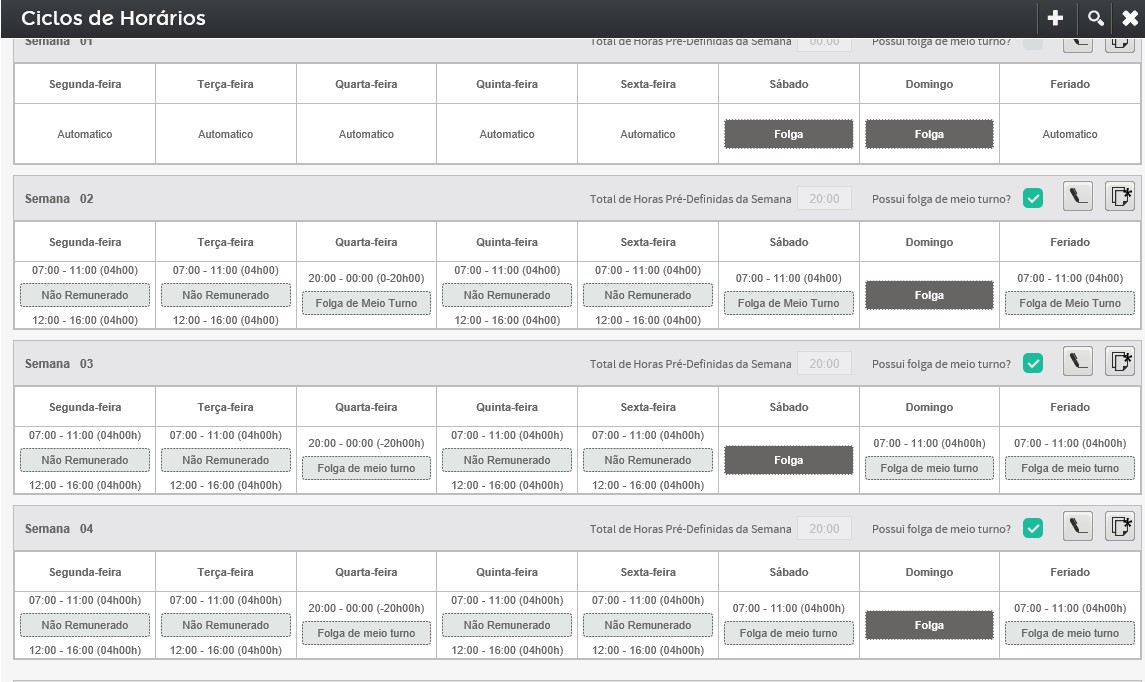 Ciclos de Horários
Semana 01 Total de Horas Pré-Definidas da Semana 00:00 Possui folga de meio turno?
Segunda-feira Terça-feira Quarta-feira Quinta-feira Sexta-feira Sábado Domingo Feriado
Automatico Automatico Automatico Automatico Automatico Folga Folga Automatico
Semana 02 Total de Horas Pré-Definidas da Semana 20:00 Possui folga de meio turno?
Segunda-feira Terça-feira Quarta-feira Quinta-feira Sexta-feira Sábado Domingo Feriado
07:00 - 11:00 (04h00) 07:00 - 11:00 (04h00) 07:00 - 11:00 (04h00) 07:00 - 11:00 (04h00)
20:00 - 00:00 (0-20h00) 07:00 - 11:00 (04h00) 07:00 - 11:00 (04h00)
Não Remunerado Não Remunerado Não Remunerado Não Remunerado Folga
Folga de Meio Turno Folga de Meio Turno Folga de Meio Turno
12:00 - 16:00 (04h00) 12:00 - 16:00 (04h00) 12:00 - 16:00 (04h00) 12:00 - 16:00 (04h00)
Semana 03 Total de Horas Pré-Definidas da Semana 20:00 Possui folga de meio turno?
Segunda-feira Terça-feira Quarta-feira Quinta-feira Sexta-feira Sábado Domingo Feriado
07:00 - 11:00 (04h00h) 07:00 - 11:00 (04h00h) 07:00 - 11:00 (04h00h) 07:00 - 11:00 (04h00h)
20:00 - 00:00 (-20h00h) 07:00 - 11:00 (04h00h) 07:00 - 11:00 (04h00h)
Não Remunerado Não Remunerado Não Remunerado Não Remunerado Folga
Folga de meio turno Folga de meio turno Folga de meio turno
12:00 - 16:00 (04h00h) 12:00 - 16:00 (04h00h) 12:00 - 16:00 (04h00h) 12:00 - 16:00 (04h00h)
Semana 04 Total de Horas Pré-Definidas da Semana 20:00 Possui folga de meio turno?
Segunda-feira Terça-feira Quarta-feira Quinta-feira Sexta-feira Sábado Domingo Feriado
07:00 - 11:00 (04h00h) 07:00 - 11:00 (04h00h) 07:00 - 11:00 (04h00h) 07:00 - 11:00 (04h00h)
20:00 - 00:00 (-20h00h) 07:00 - 11:00 (04h00h) 07:00 - 11:00 (04h00h)
Não Remunerado Não Remunerado Não Remunerado Não Remunerado Folga
Folga de meio turno Folga de meio turno Folga de meio turno
12:00 - 16:00 (04h00h) 12:00 - 16:00 (04h00h) 12:00 - 16:00 (04h00h) 12:00 - 16:00 (04h00h)